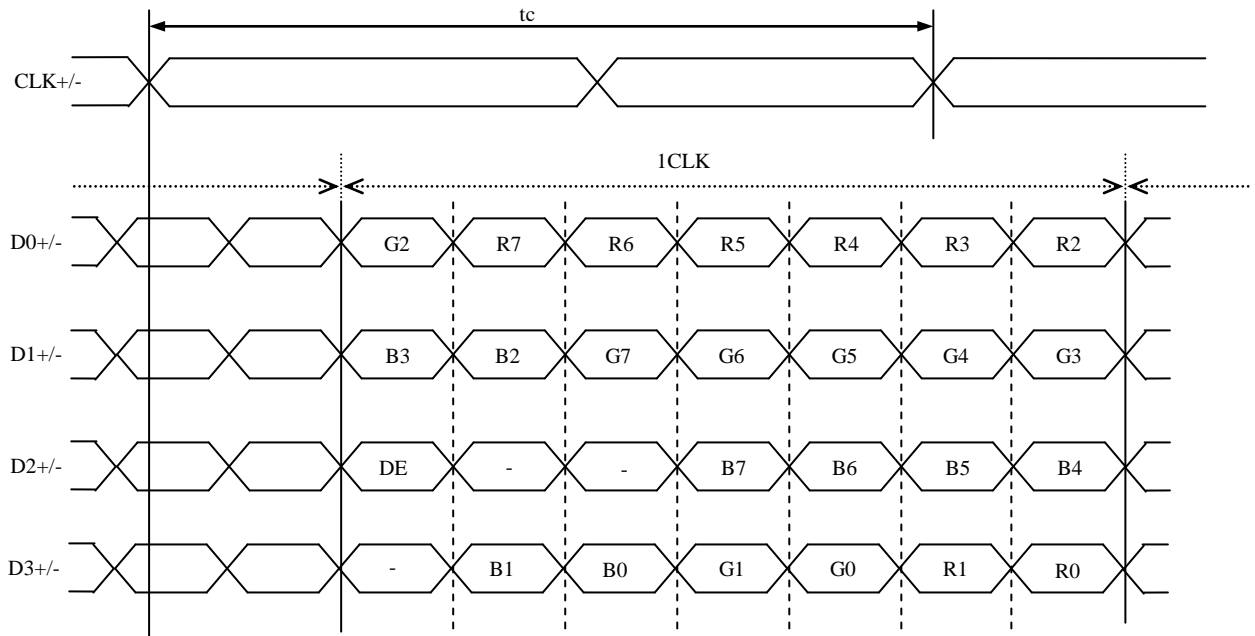 tc
CLK+/-
1CLK
D0+/- G2 R7 R6 R5 R4 R3 R2
D1+/- B3 B2 G7 G6 G5 G4 G3
D2+/- DE - - B7 B6 B5 B4
D3+/- - B1 B0 G1 G0 R1 R0